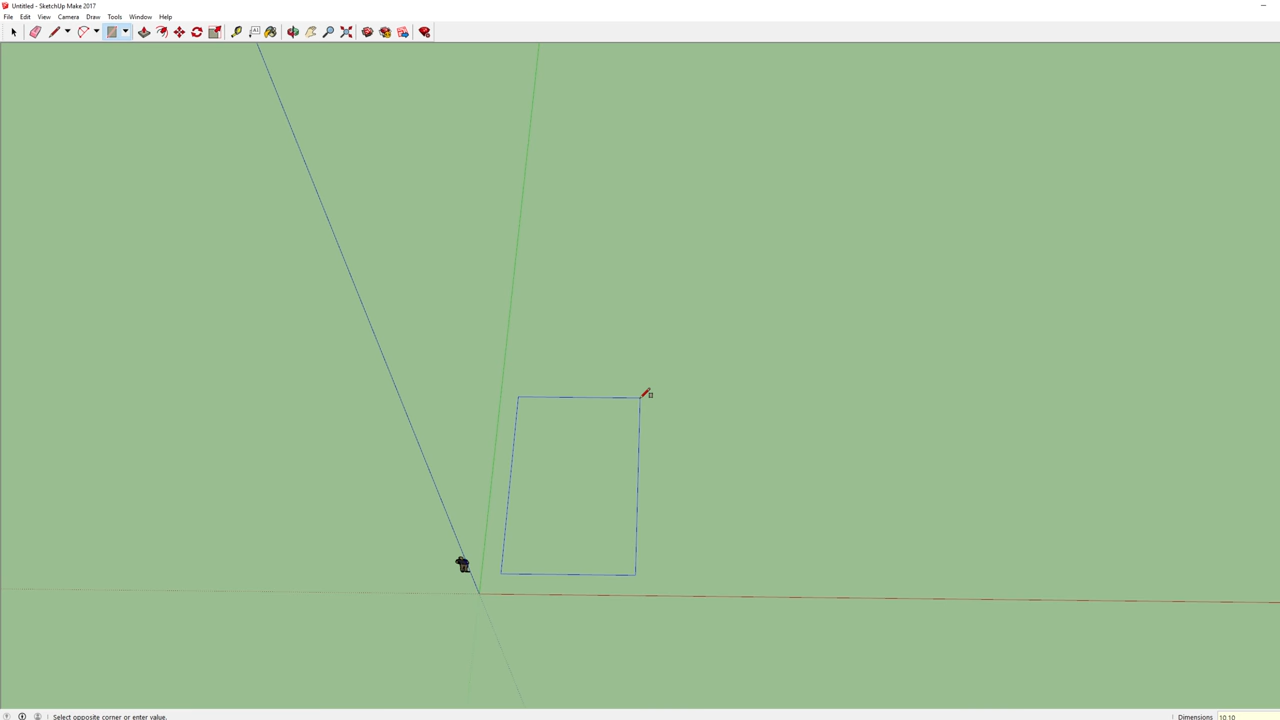 Untitled - SketchUp Make 2017
File Edit View Camera Draw Tools Window Help
Select opposite corner or enter value.
Dimensions 10,10